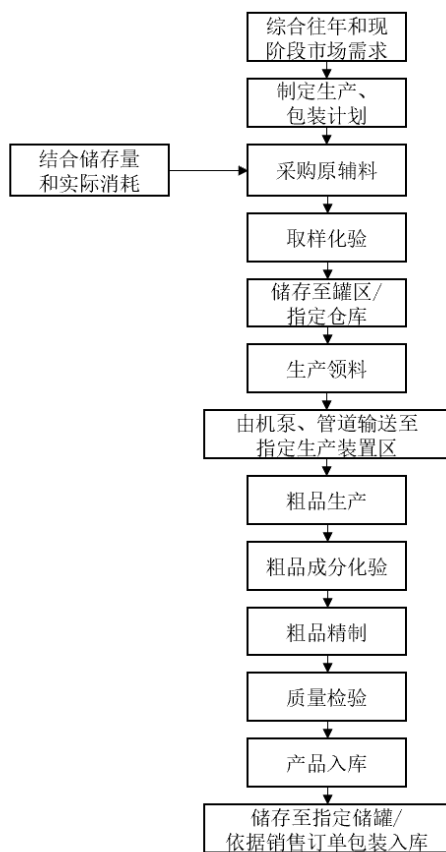 综合往年和现
阶段市场需求
制定生产、
包装计划
结合储存量
和实际消耗
采购原辅料
取样化验
储存至罐区/
指定仓库
生产领料
由机泵、管道输送至
指定生产装置区
粗品生产
粗品成分化验
粗品精制
质量检验
产品入库
储存至指定储罐/
依据销售订单包装入库